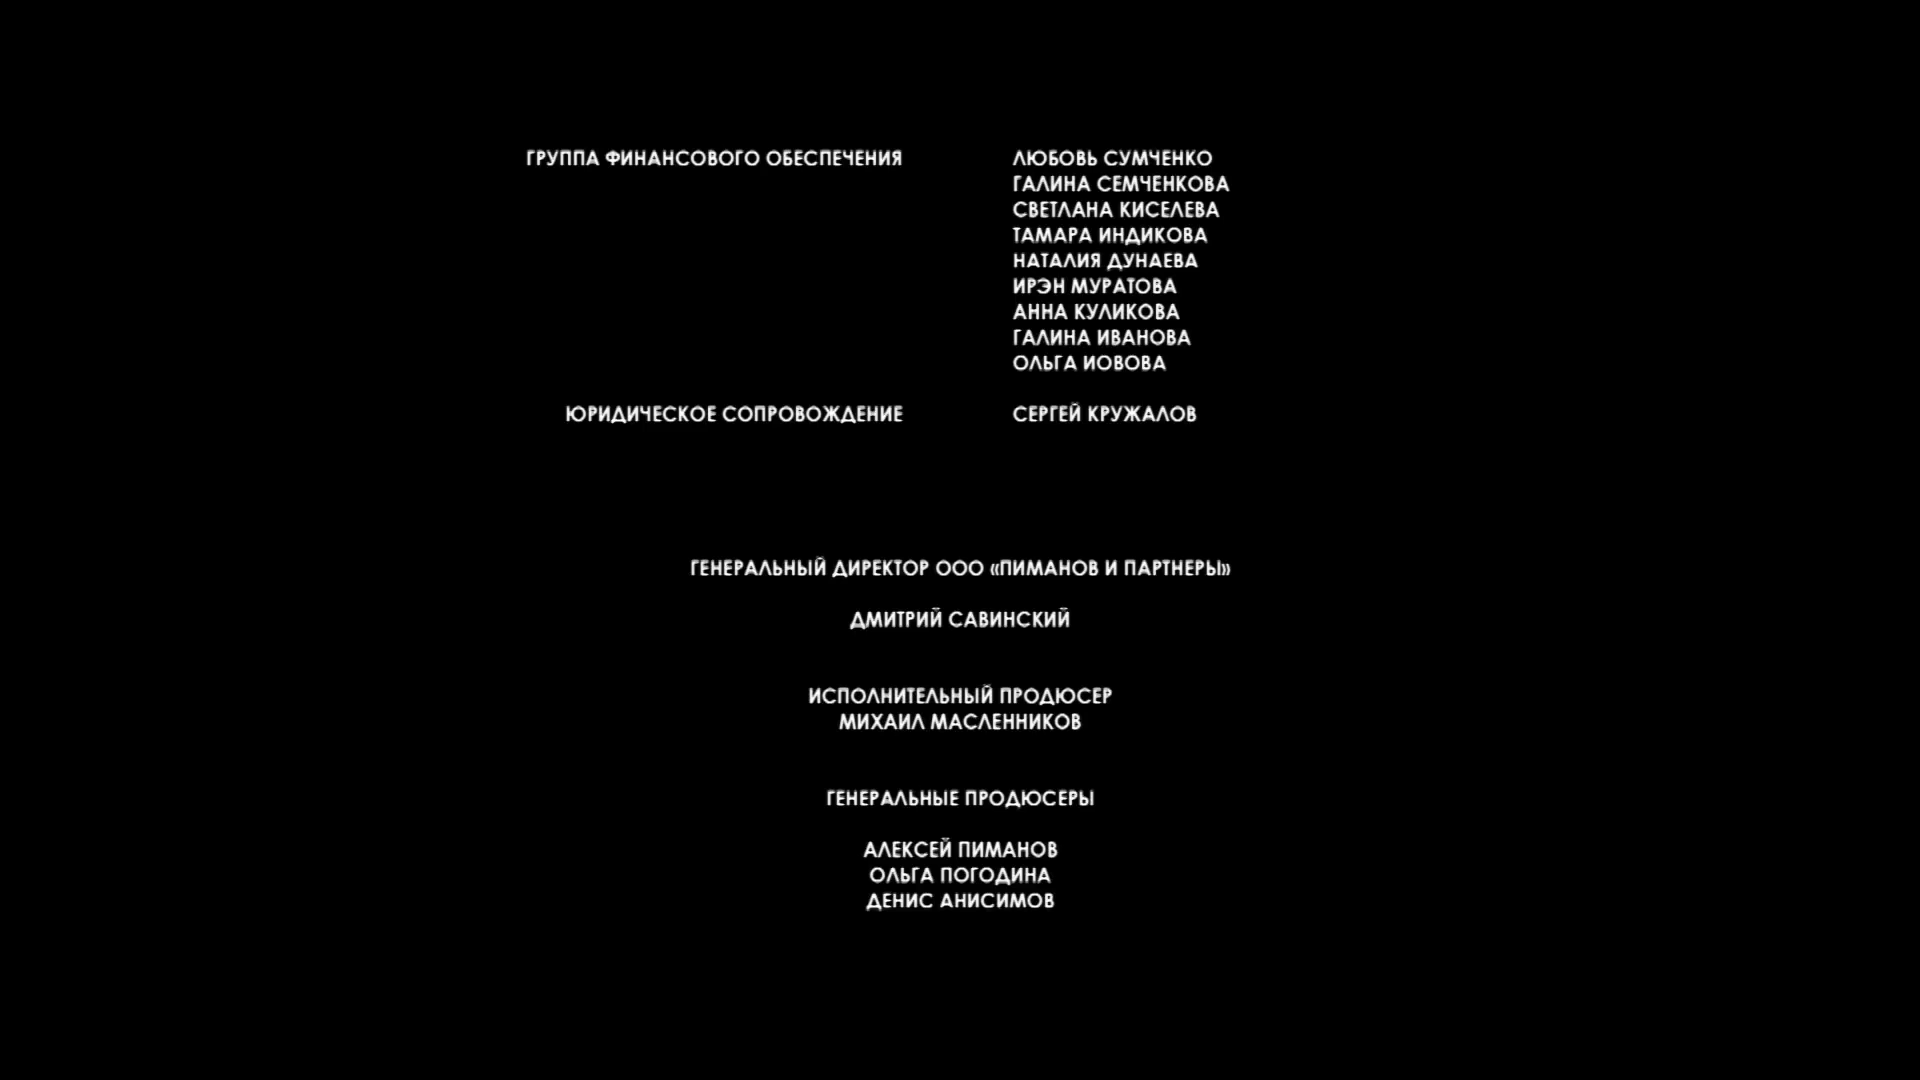 ГРУППА ФИНАНСОВОГО ОБЕСПЕЧЕНИЯ ЛЮБОВЬ СУМЧЕНКО
ГАЛИНА СЕМЧЕНКОВА
СВЕТЛАНА КИСЕЛЕВА
ТАМАРА ИНДИКОВА
НАТАЛИЯ ДУНАЕВА
ИРЭН МУРАТОВА
АННА КУЛИКОВА
ГАЛИНА ИВАНОВА
ОЛЬГА ИОВОВА
ЮРИДИЧЕСКОЕ СОПРОВОЖДЕНИЕ СЕРГЕЙ КРУЖАЛОВ
ГЕНЕРАЛЬНЫЙ ДИРЕКТОР ООО «ПИМАНОВ И ПАРТНЕРЫ»
ДМИТРИЙ САВИНСКИЙ
ИСПОЛНИТЕЛЬНЫЙ ПРОДЮСЕР
МИХАИЛ МАСЛЕННИКОВ
ГЕНЕРАЛЬНЫЕ ПРОДЮСЕРЫ
АЛЕКСЕЙ ПИМАНОВ
ОЛЬГА ПОГОДИНА
ДЕНИС АНИСИМОВ